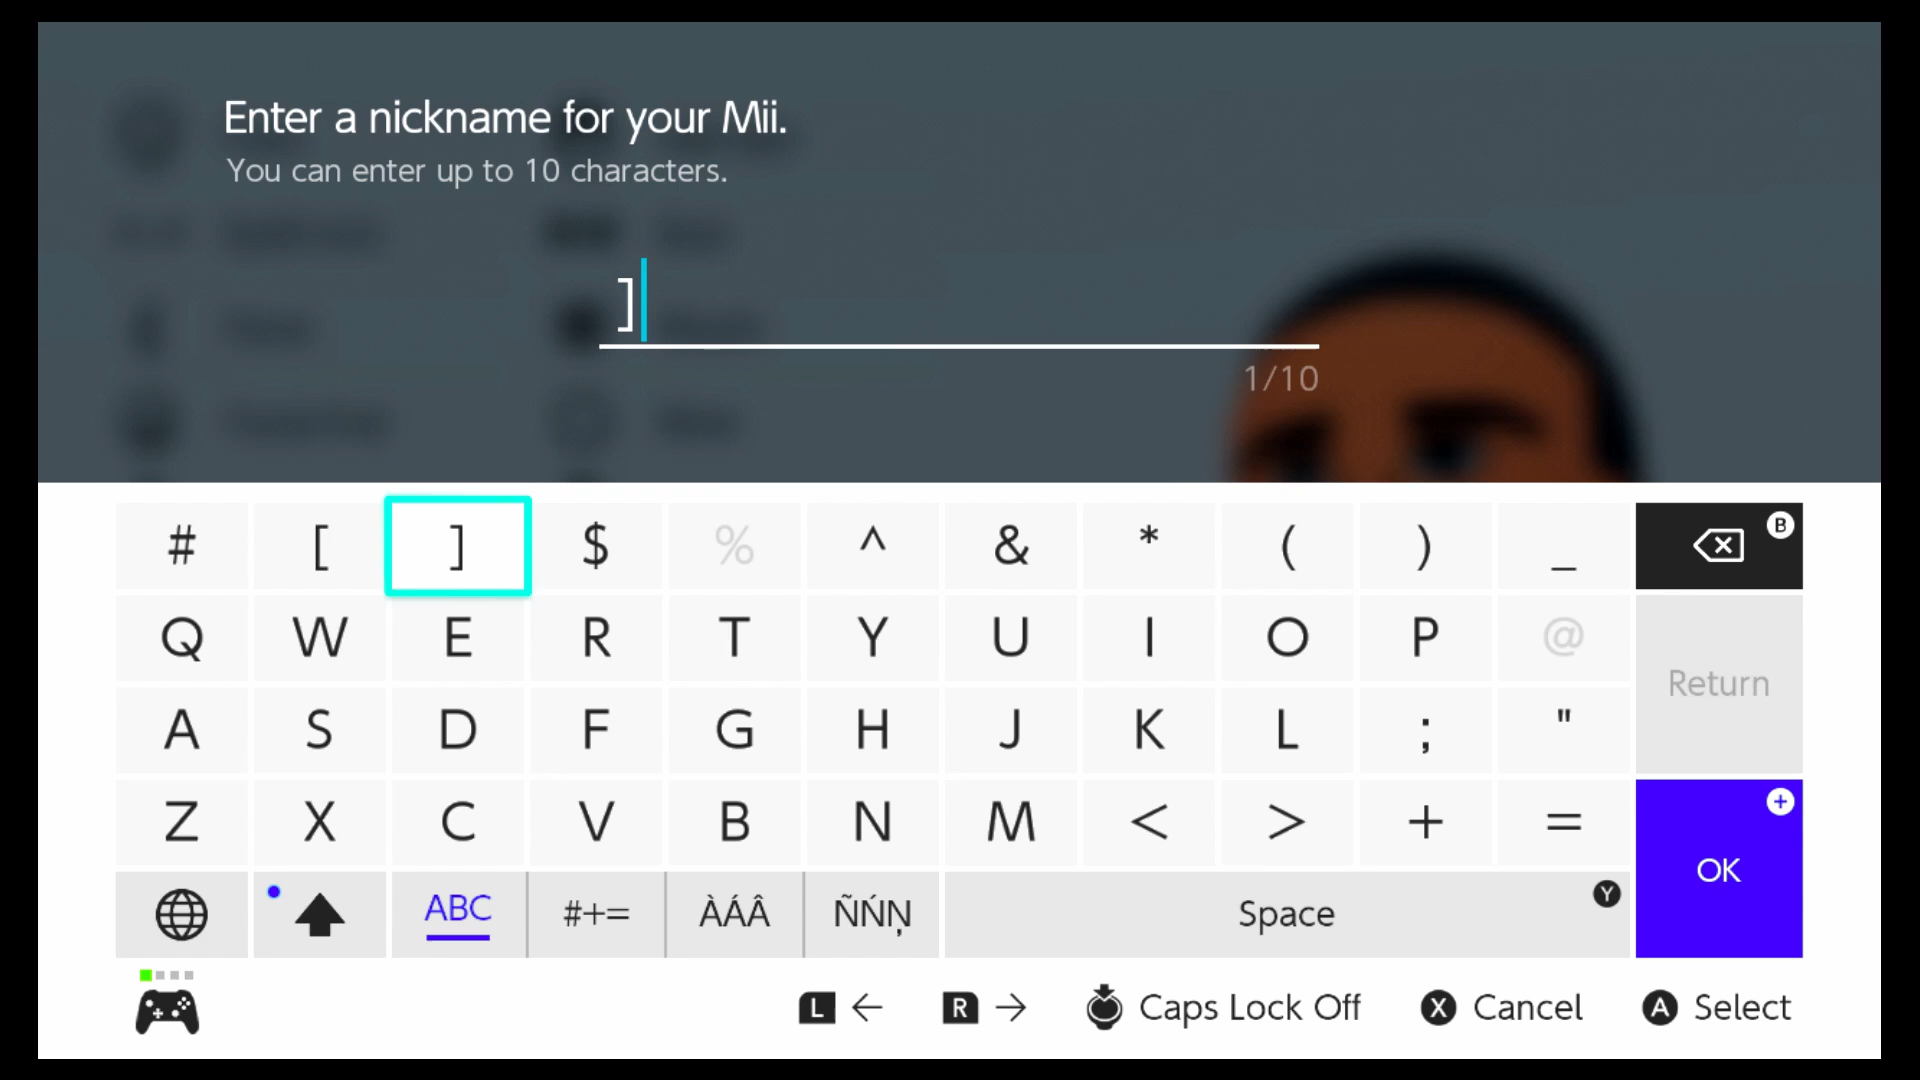 Enter a nickname for your Mii.
You can enter up to 10 characters.
]
1/10
# [ ] $ % ^ & * ( ) _ B
Q W E R T Y U I O P @ Return
A S D F G H J K L ; "
Z X C V B N M < > + = +
ABC #+= ÀÁÂ ÑŃŅ Space Y OK
L ← R → Caps Lock Off X Cancel A Select